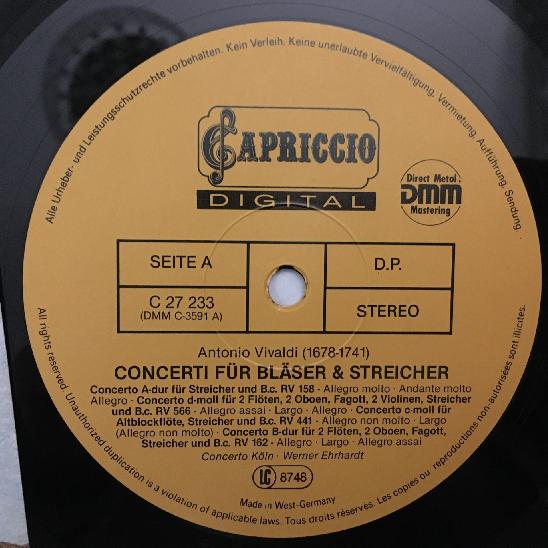 Alle Urheber- und Leistungsschutzrechte vorbehalten. Kein Verleih. Keine unerlaubte Vervielfältigung, Vermietung, Aufführung, Sendung.
CAPRICCIO
DIGITAL
Direct Metal
DMM
Mastering
SEITE A
D.P.
C 27 233
(DMM C-3591 A)
STEREO
Antonio Vivaldi (1678-1741)
CONCERTI FÜR BLÄSER & STREICHER
Concerto A-dur für Streicher und B.c. RV 158 - Allegro molto · Andante molto
Allegro · Concerto d-moll für 2 Flöten, 2 Oboen, Fagott, 2 Violinen, Streicher
und B.c. RV 566 - Allegro assai · Largo · Allegro · Concerto c-moll für
Altblockflöte, Streicher und B.c. RV 441 - Allegro non molto · Largo
(Allegro non molto) · Concerto B-dur für 2 Flöten, 2 Oboen, Fagott,
Streicher und B.c. RV 162 - Allegro · Largo · Allegro assai
Concerto Köln · Werner Ehrhardt
LC 8748
Made in West-Germany
All rights reserved. Unauthorized duplication is a violation of applicable laws. Tous droits réservés. Les copies ou reproductions non-autorisées sont illicites.